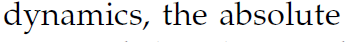 dynamics, the absolute